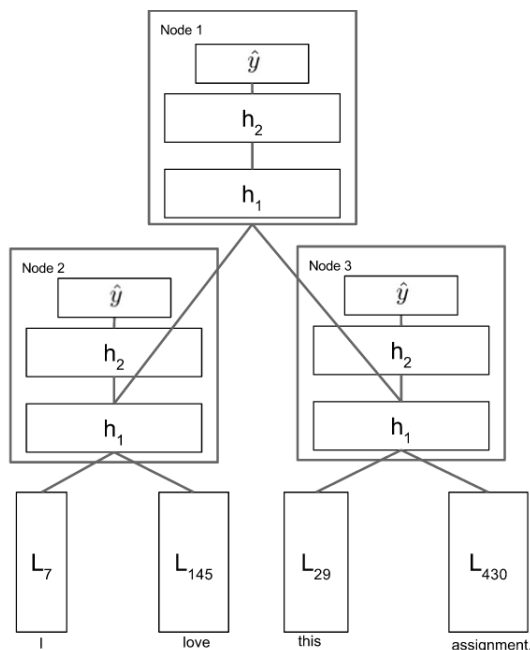 Node 1
ŷ
h₂
h₁
Node 2
ŷ
h₂
h₁
Node 3
ŷ
h₂
h₁
L₇
L₁₄₅
L₂₉
L₄₃₀
I
love
this
assignment